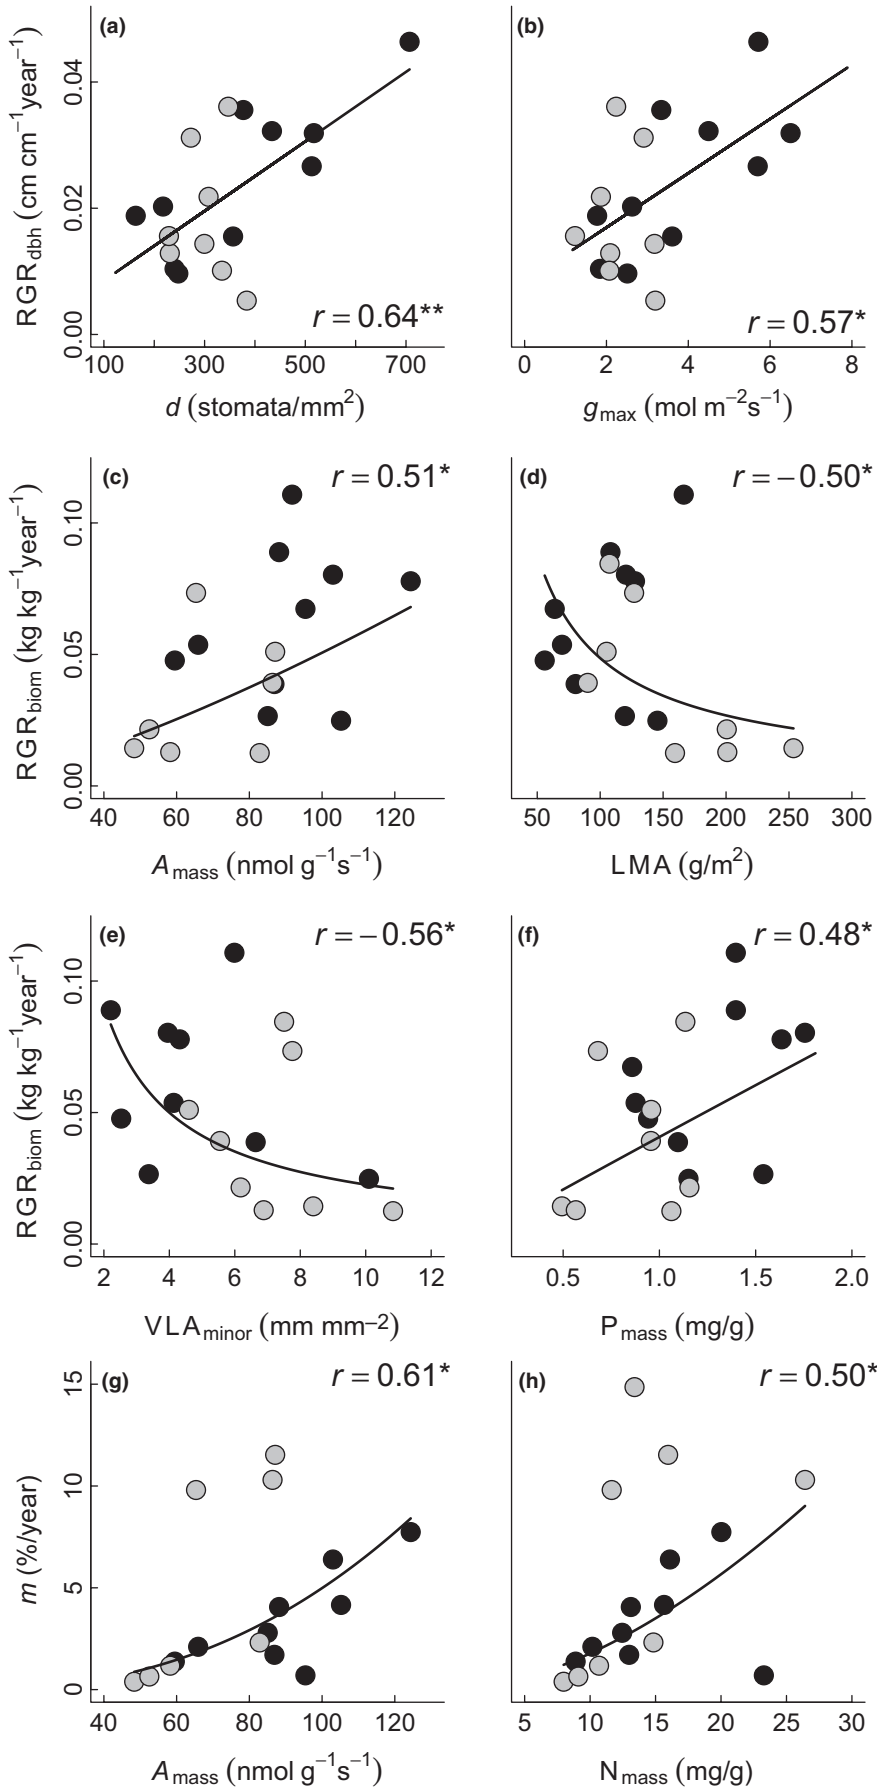 (a)
(b)
RGRdbh (cm cm−1year−1)
0.04
0.02
0.00
r = 0.64**
r = 0.57*
100 300 500 700
0 2 4 6 8
d (stomata/mm2)
gmax (mol m−2s−1)
(c)
r = 0.51*
(d)
r = −0.50*
RGRbiom (kg kg−1year−1)
0.10
0.05
0.00
40 60 80 100 120
50 100 150 200 250 300
Amass (nmol g−1s−1)
LMA (g/m2)
(e)
r = −0.56*
(f)
r = 0.48*
RGRbiom (kg kg−1year−1)
0.10
0.05
0.00
2 4 6 8 10 12
0.5 1.0 1.5 2.0
VLAminor (mm mm−2)
Pmass (mg/g)
(g)
r = 0.61*
(h)
r = 0.50*
m (%/year)
15
10
5
0
40 60 80 100 120
5 10 15 20 25 30
Amass (nmol g−1s−1)
Nmass (mg/g)